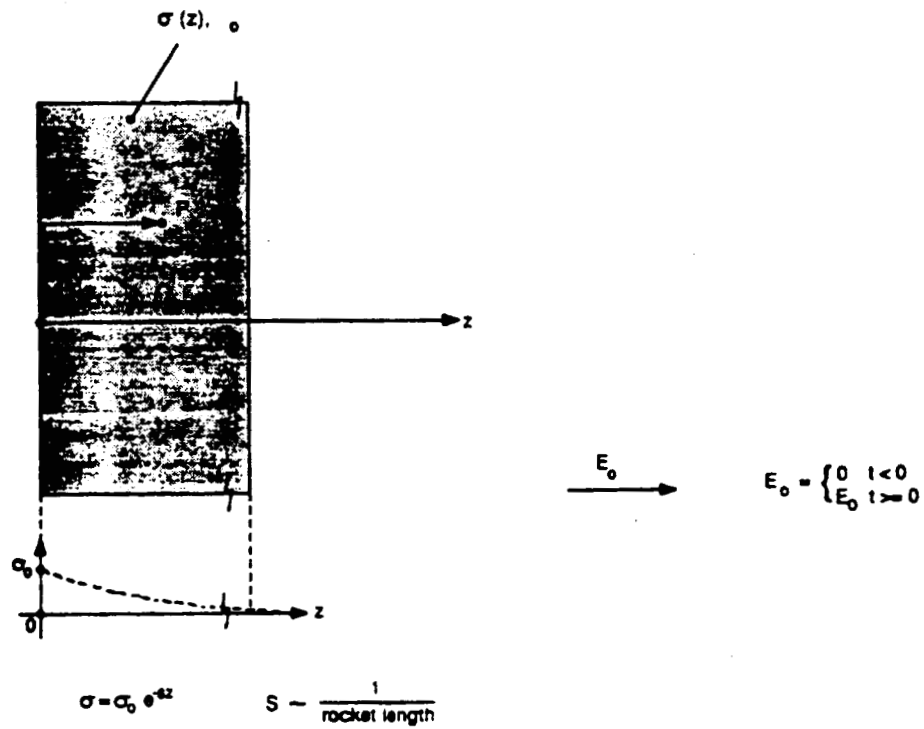 σ (z), o
z
E₀
E₀ = { 0 t < 0
E₀ t >= 0
σ₀
0
z
σ = σ₀ e^-sz
S ~ 1 / rocket length